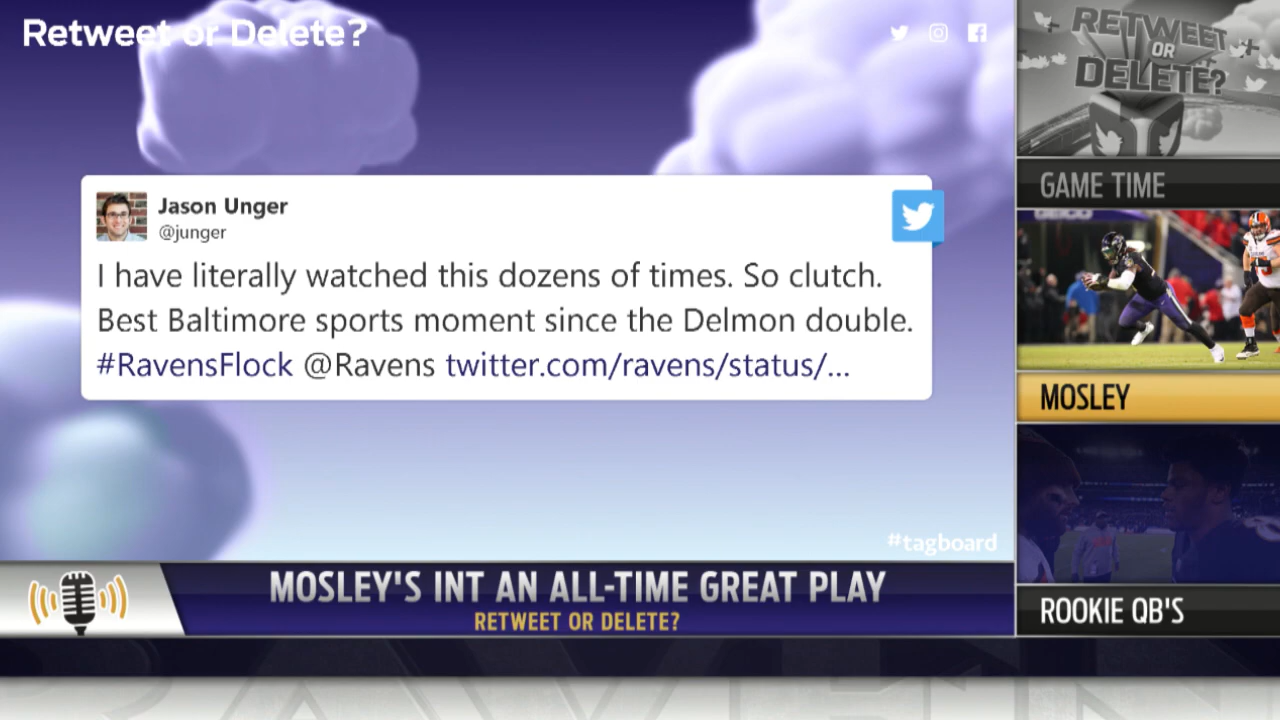 Retweet or Delete?
Jason Unger
@junger
I have literally watched this dozens of times. So clutch.
Best Baltimore sports moment since the Delmon double.
#RavensFlock @Ravens twitter.com/ravens/status/...
#tagboard
MOSLEY'S INT AN ALL-TIME GREAT PLAY
RETWEET OR DELETE?
RETWEET
OR
DELETE?
GAME TIME
MOSLEY
ROOKIE QB'S